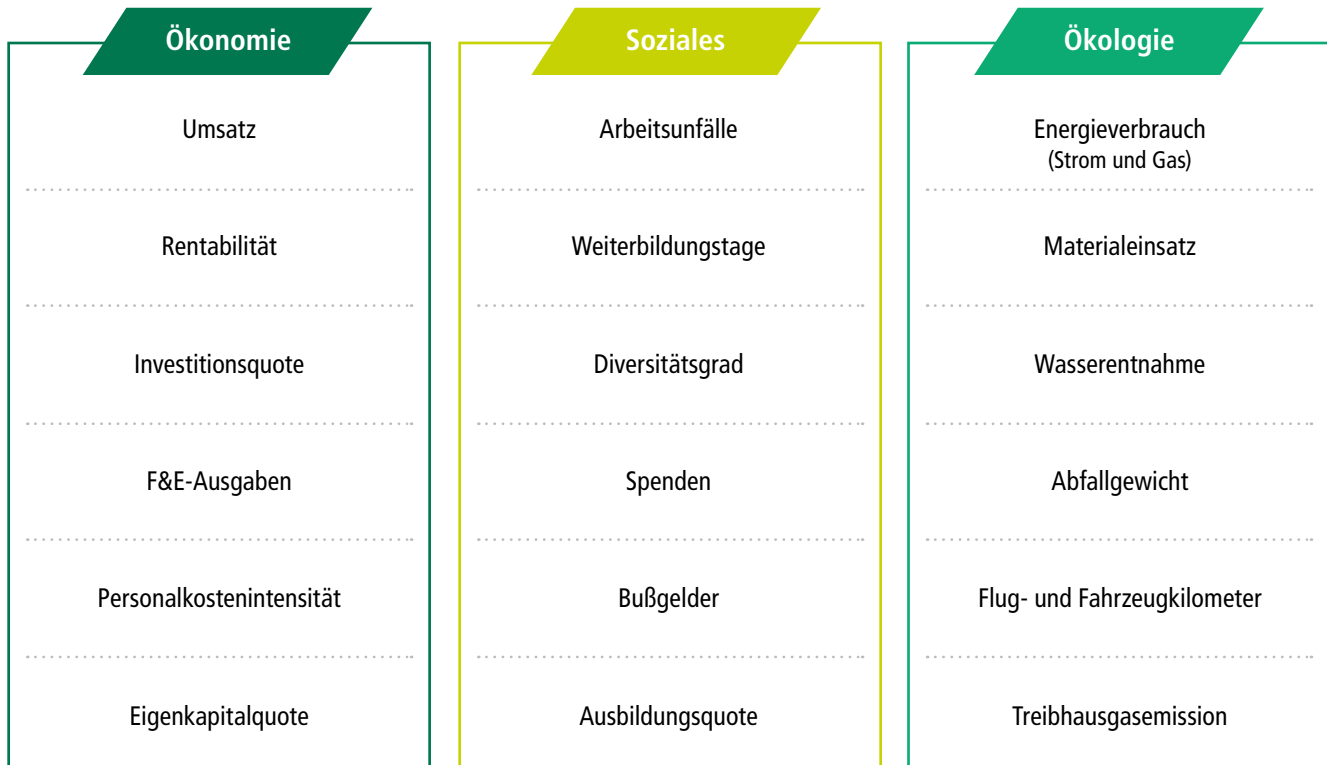 Ökonomie
Umsatz
Rentabilität
Investitionsquote
F&E-Ausgaben
Personalkostenintensität
Eigenkapitalquote
Soziales
Arbeitsunfälle
Weiterbildungstage
Diversitätsgrad
Spenden
Bußgelder
Ausbildungsquote
Ökologie
Energieverbrauch
(Strom und Gas)
Materialeinsatz
Wasserentnahme
Abfallgewicht
Flug- und Fahrzeugkilometer
Treibhausgasemission